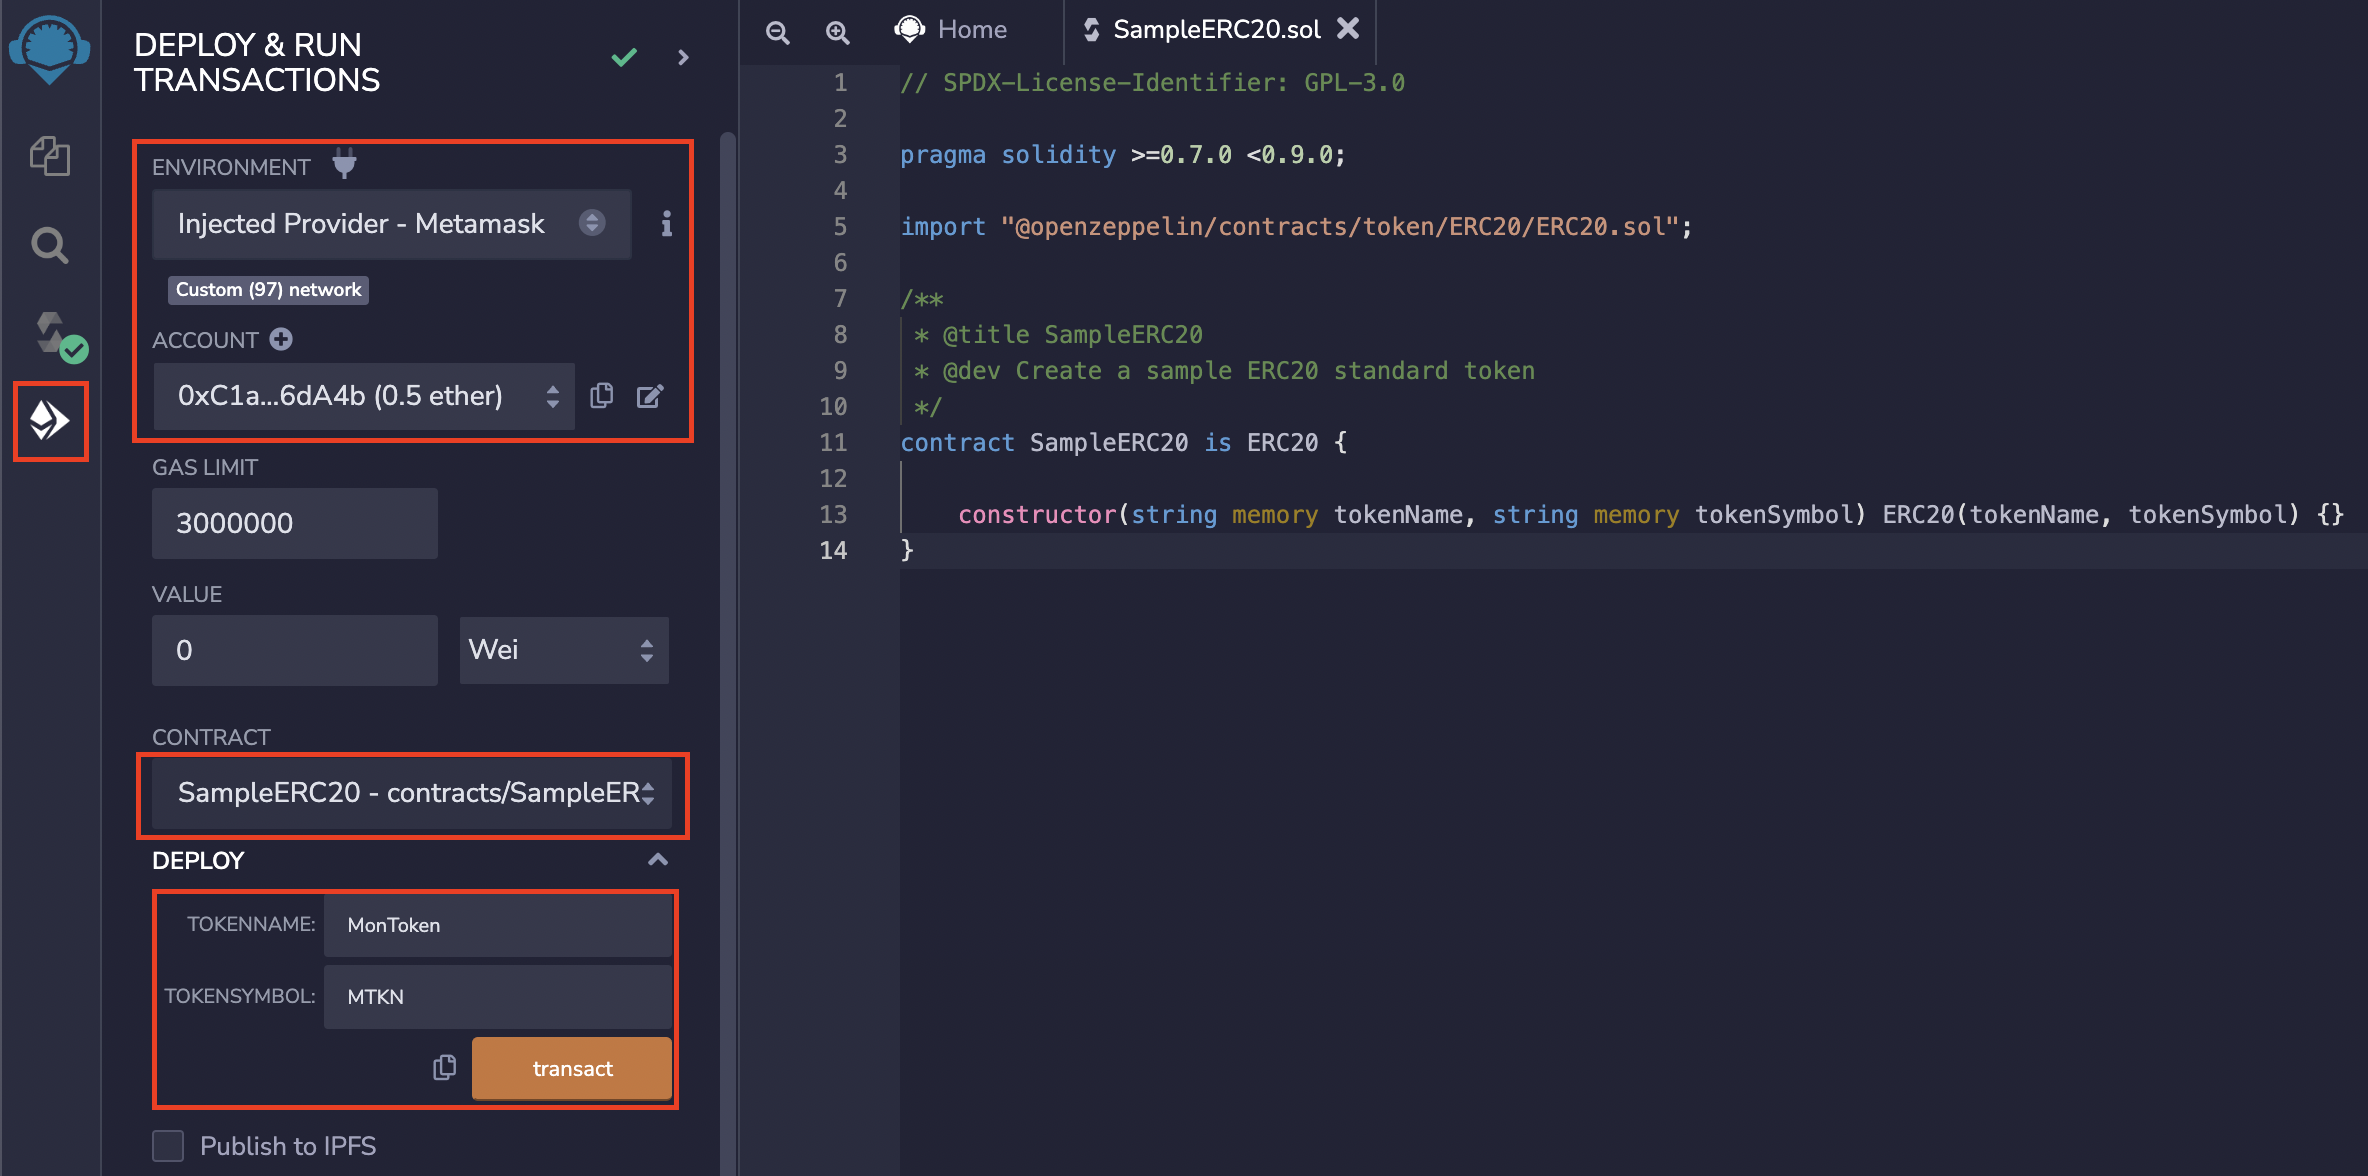 DEPLOY & RUN
TRANSACTIONS
ENVIRONMENT
Injected Provider - Metamask
Custom (97) network
ACCOUNT
0xC1a...6dA4b (0.5 ether)
GAS LIMIT
3000000
VALUE
0
Wei
CONTRACT
SampleERC20 - contracts/SampleER
DEPLOY
TOKENNAME:
MonToken
TOKENSYMBOL:
MTKN
transact
Publish to IPFS
Home
SampleERC20.sol
1 // SPDX-License-Identifier: GPL-3.0
2
3 pragma solidity >=0.7.0 <0.9.0;
4
5 import "@openzeppelin/contracts/token/ERC20/ERC20.sol";
6
7 /**
8 * @title SampleERC20
9 * @dev Create a sample ERC20 standard token
10 */
11 contract SampleERC20 is ERC20 {
12
13 constructor(string memory tokenName, string memory tokenSymbol) ERC20(tokenName, tokenSymbol) {}
14 }